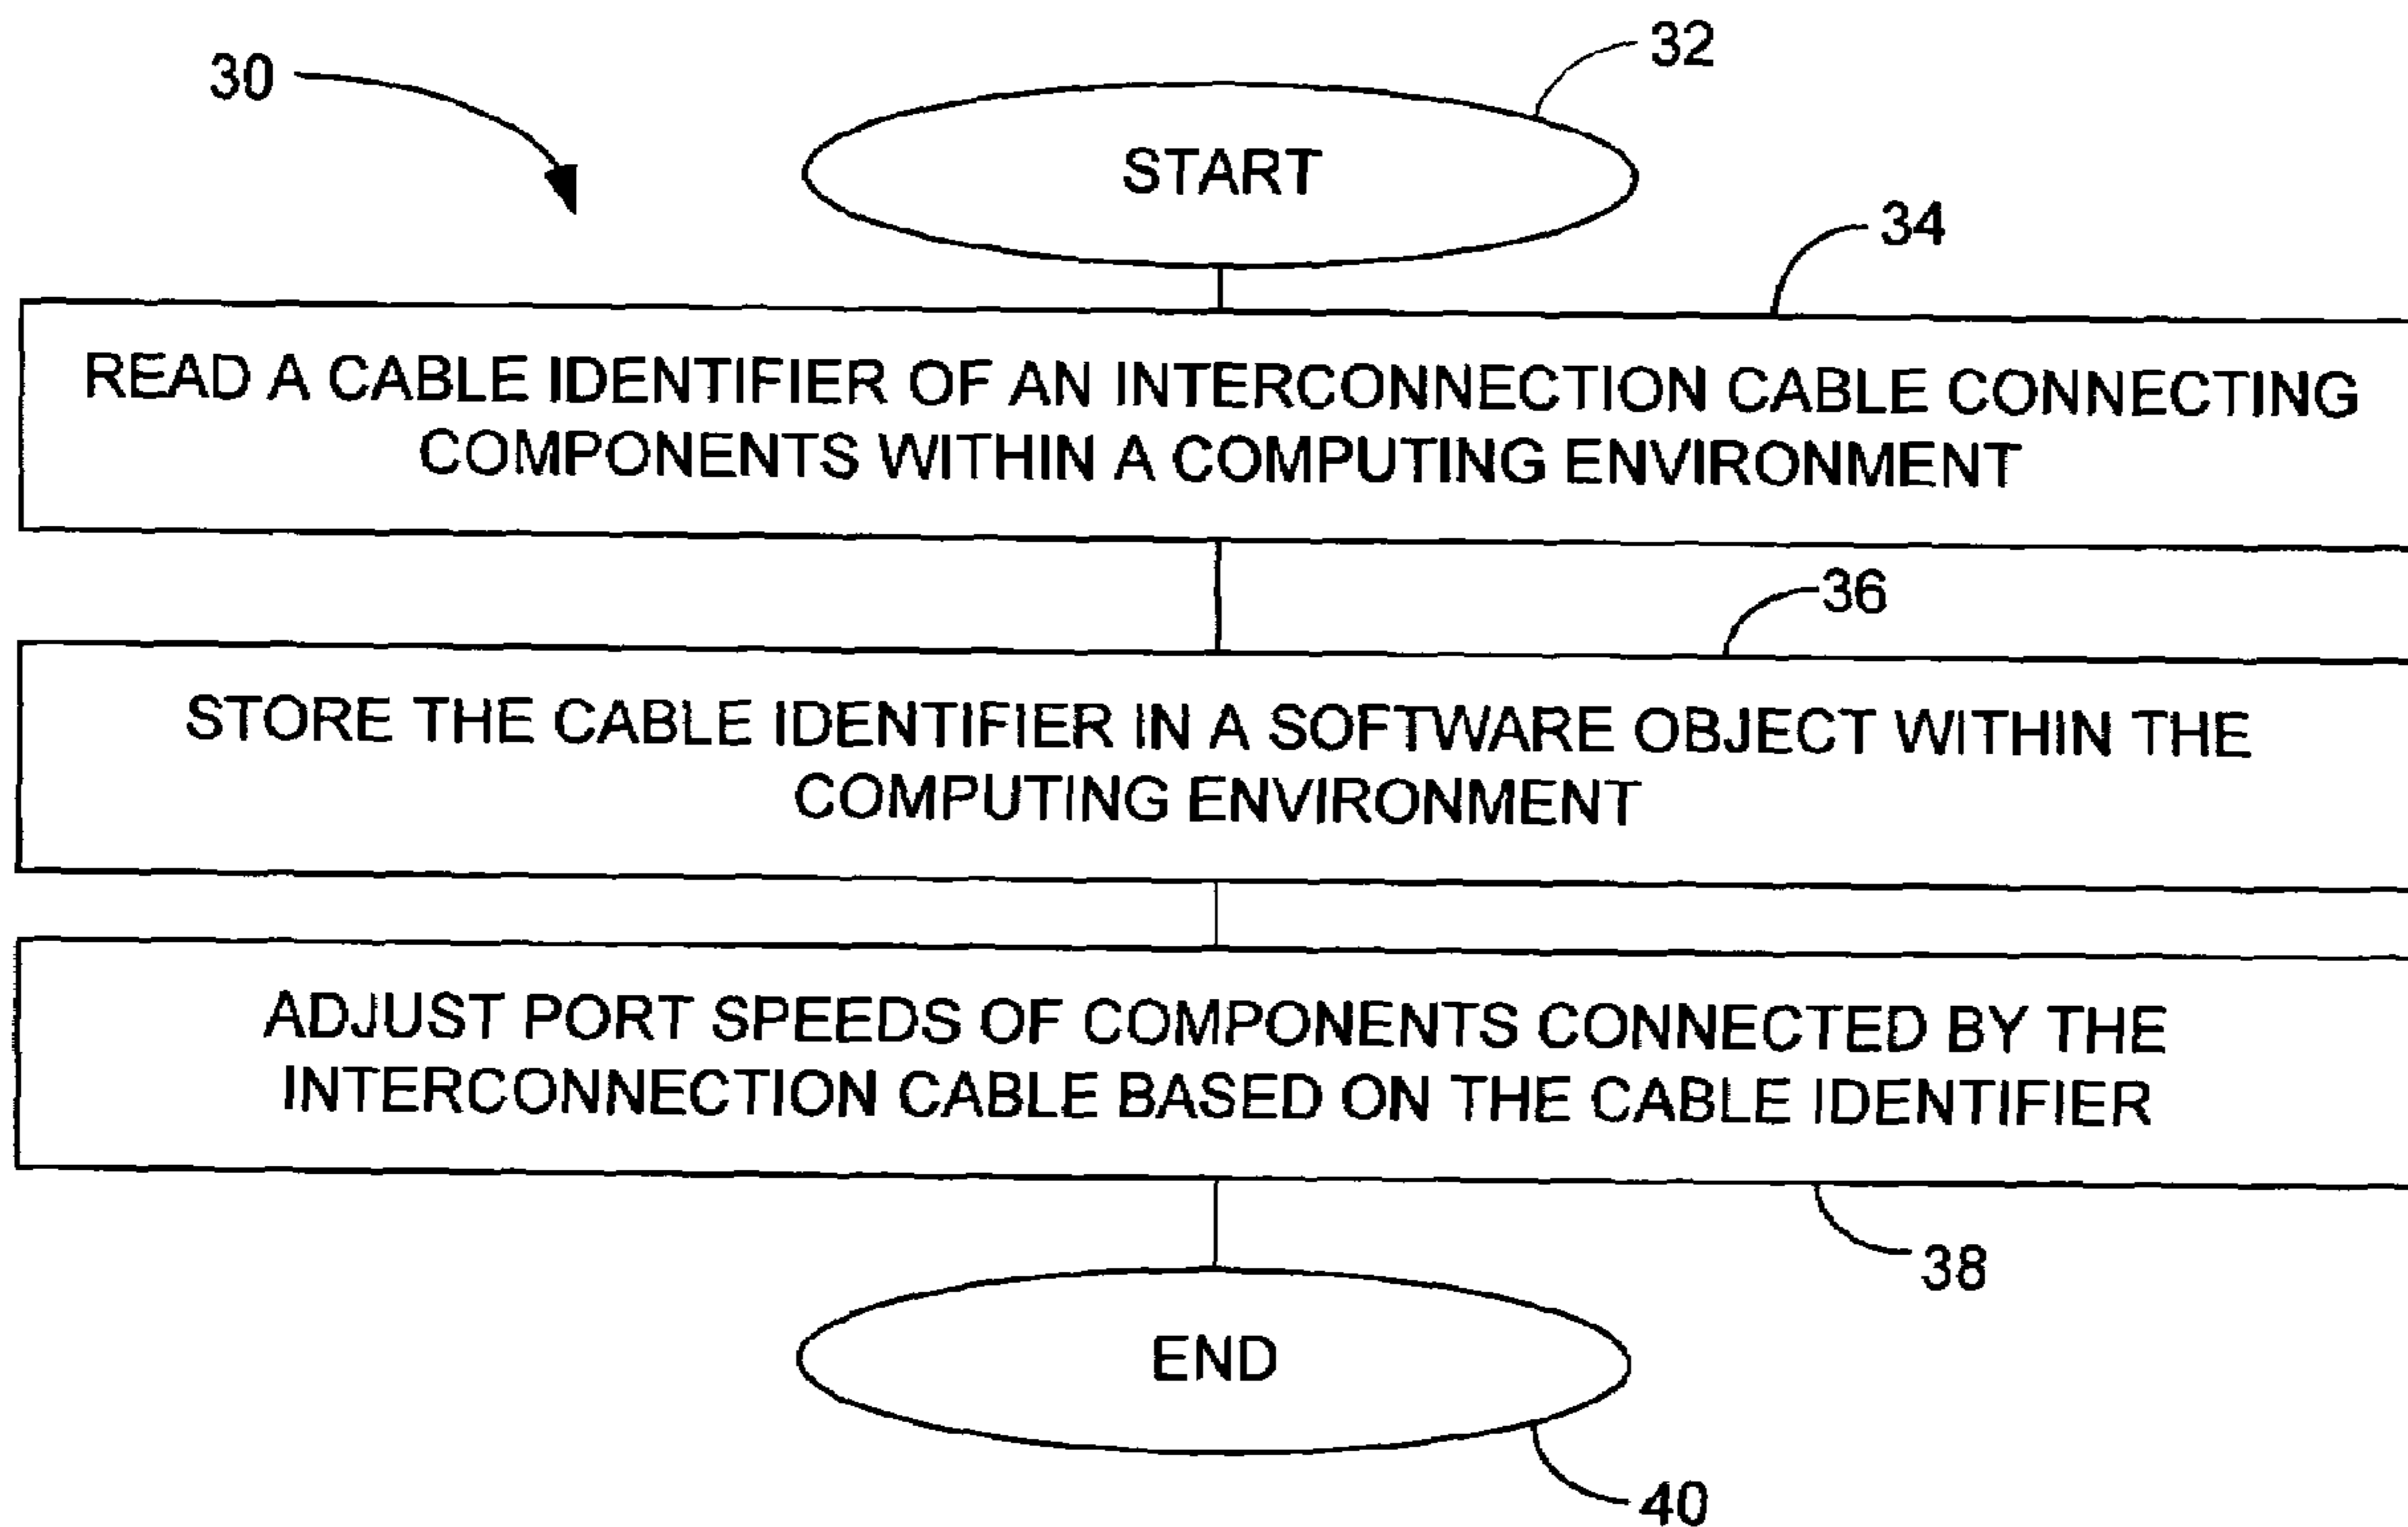 30
32
START
34
READ A CABLE IDENTIFIER OF AN INTERCONNECTION CABLE CONNECTING
COMPONENTS WITHIN A COMPUTING ENVIRONMENT
36
STORE THE CABLE IDENTIFIER IN A SOFTWARE OBJECT WITHIN THE
COMPUTING ENVIRONMENT
ADJUST PORT SPEEDS OF COMPONENTS CONNECTED BY THE
INTERCONNECTION CABLE BASED ON THE CABLE IDENTIFIER
38
END
40